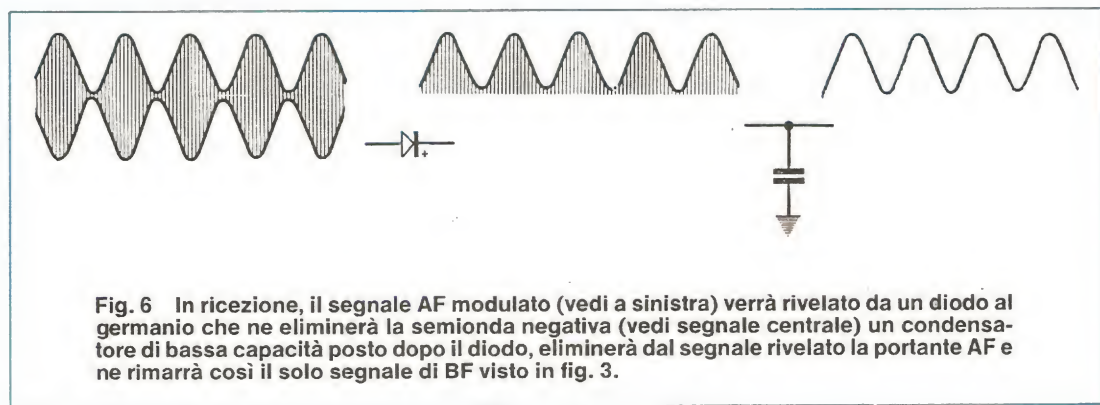 +
Fig. 6 In ricezione, il segnale AF modulato (vedi a sinistra) verrà rivelato da un diodo al
germanio che ne eliminerà la semionda negativa (vedi segnale centrale) un condensa-
tore di bassa capacità posto dopo il diodo, eliminerà dal segnale rivelato la portante AF e
ne rimarrà così il solo segnale di BF visto in fig. 3.